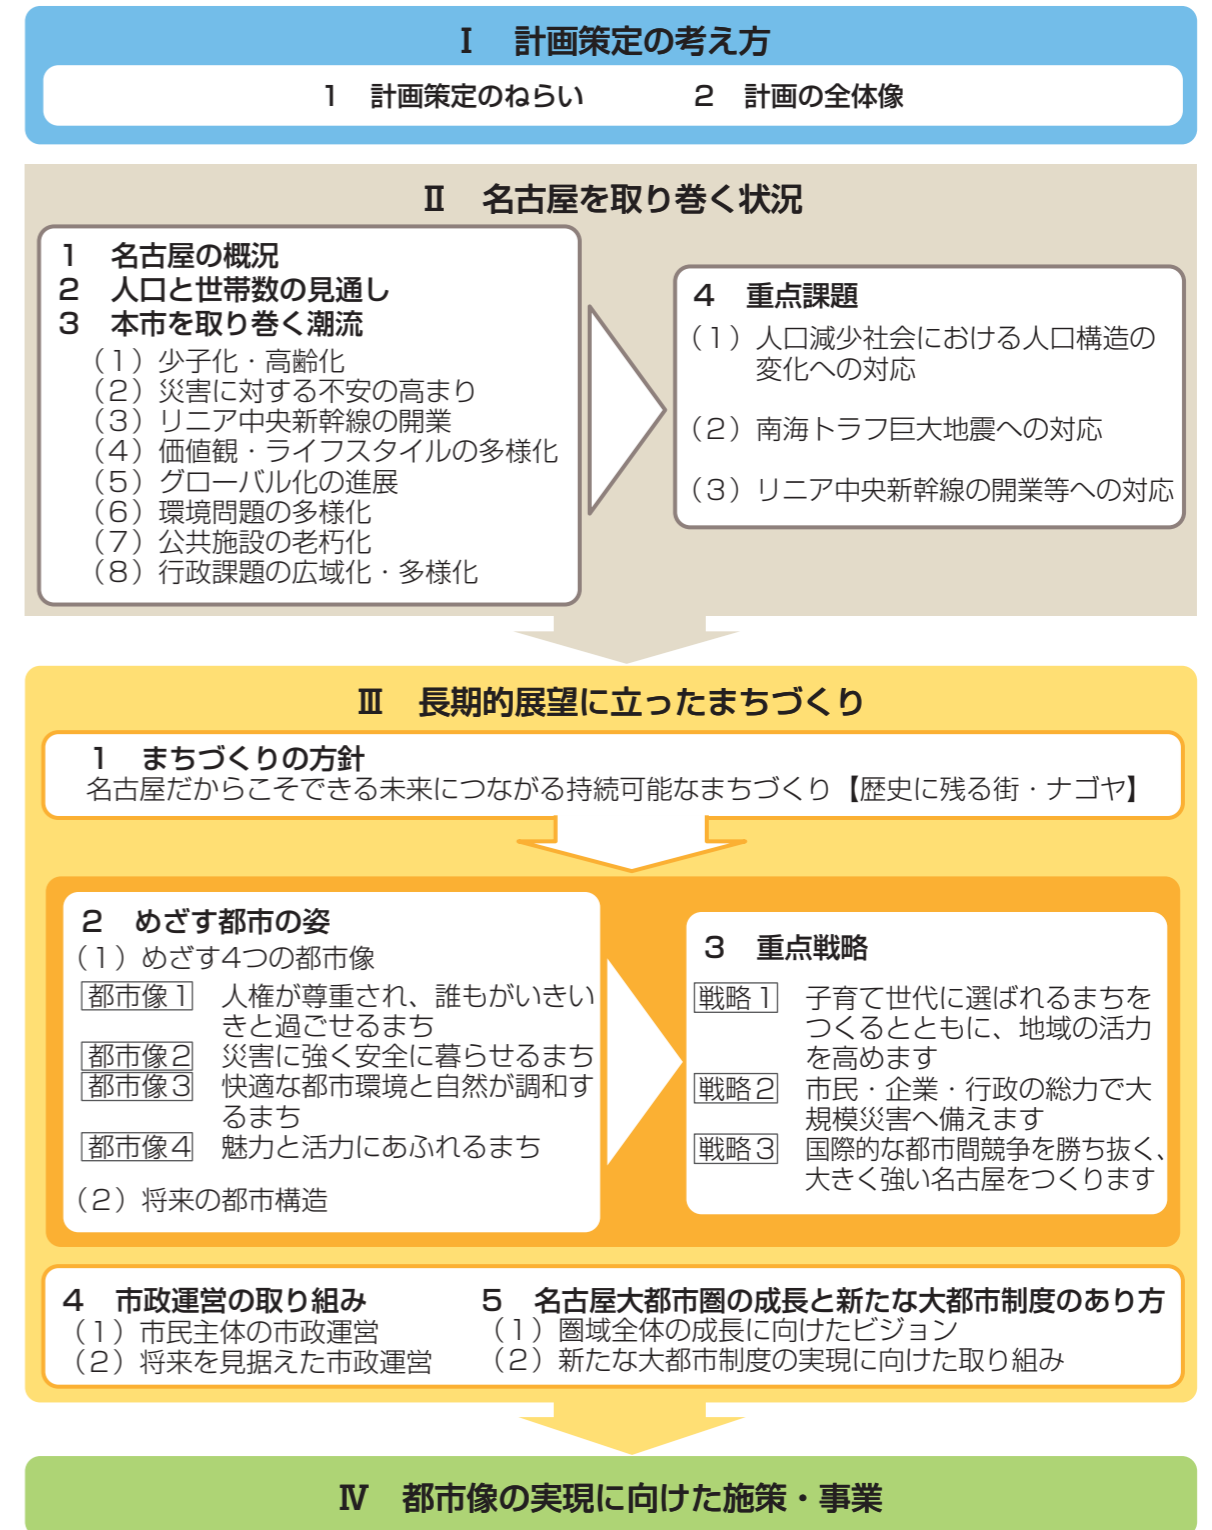 Ⅰ 計画策定の考え方
1 計画策定のねらい 2 計画の全体像
Ⅱ 名古屋を取り巻く状況
1 名古屋の概況
2 人口と世帯数の見通し
3 本市を取り巻く潮流
（1）少子化・高齢化
（2）災害に対する不安の高まり
（3）リニア中央新幹線の開業
（4）価値観・ライフスタイルの多様化
（5）グローバル化の進展
（6）環境問題の多様化
（7）公共施設の老朽化
（8）行政課題の広域化・多様化
4 重点課題
（1）人口減少社会における人口構造の
変化への対応
（2）南海トラフ巨大地震への対応
（3）リニア中央新幹線の開業等への対応
Ⅲ 長期的展望に立ったまちづくり
1 まちづくりの方針
名古屋だからこそできる未来につながる持続可能なまちづくり【歴史に残る街・ナゴヤ】
2 めざす都市の姿
（1）めざす4つの都市像
都市像1 人権が尊重され、誰もがいきい
きと過ごせるまち
都市像2 災害に強く安全に暮らせるまち
都市像3 快適な都市環境と自然が調和す
るまち
都市像4 魅力と活力にあふれるまち
（2）将来の都市構造
3 重点戦略
戦略1 子育て世代に選ばれるまちを
つくるとともに、地域の活力
を高めます
戦略2 市民・企業・行政の総力で大
規模災害へ備えます
戦略3 国際的な都市間競争を勝ち抜く、
大きく強い名古屋をつくります
4 市政運営の取り組み
（1）市民主体の市政運営
（2）将来を見据えた市政運営
5 名古屋大都市圏の成長と新たな大都市制度のあり方
（1）圏域全体の成長に向けたビジョン
（2）新たな大都市制度の実現に向けた取り組み
Ⅳ 都市像の実現に向けた施策・事業